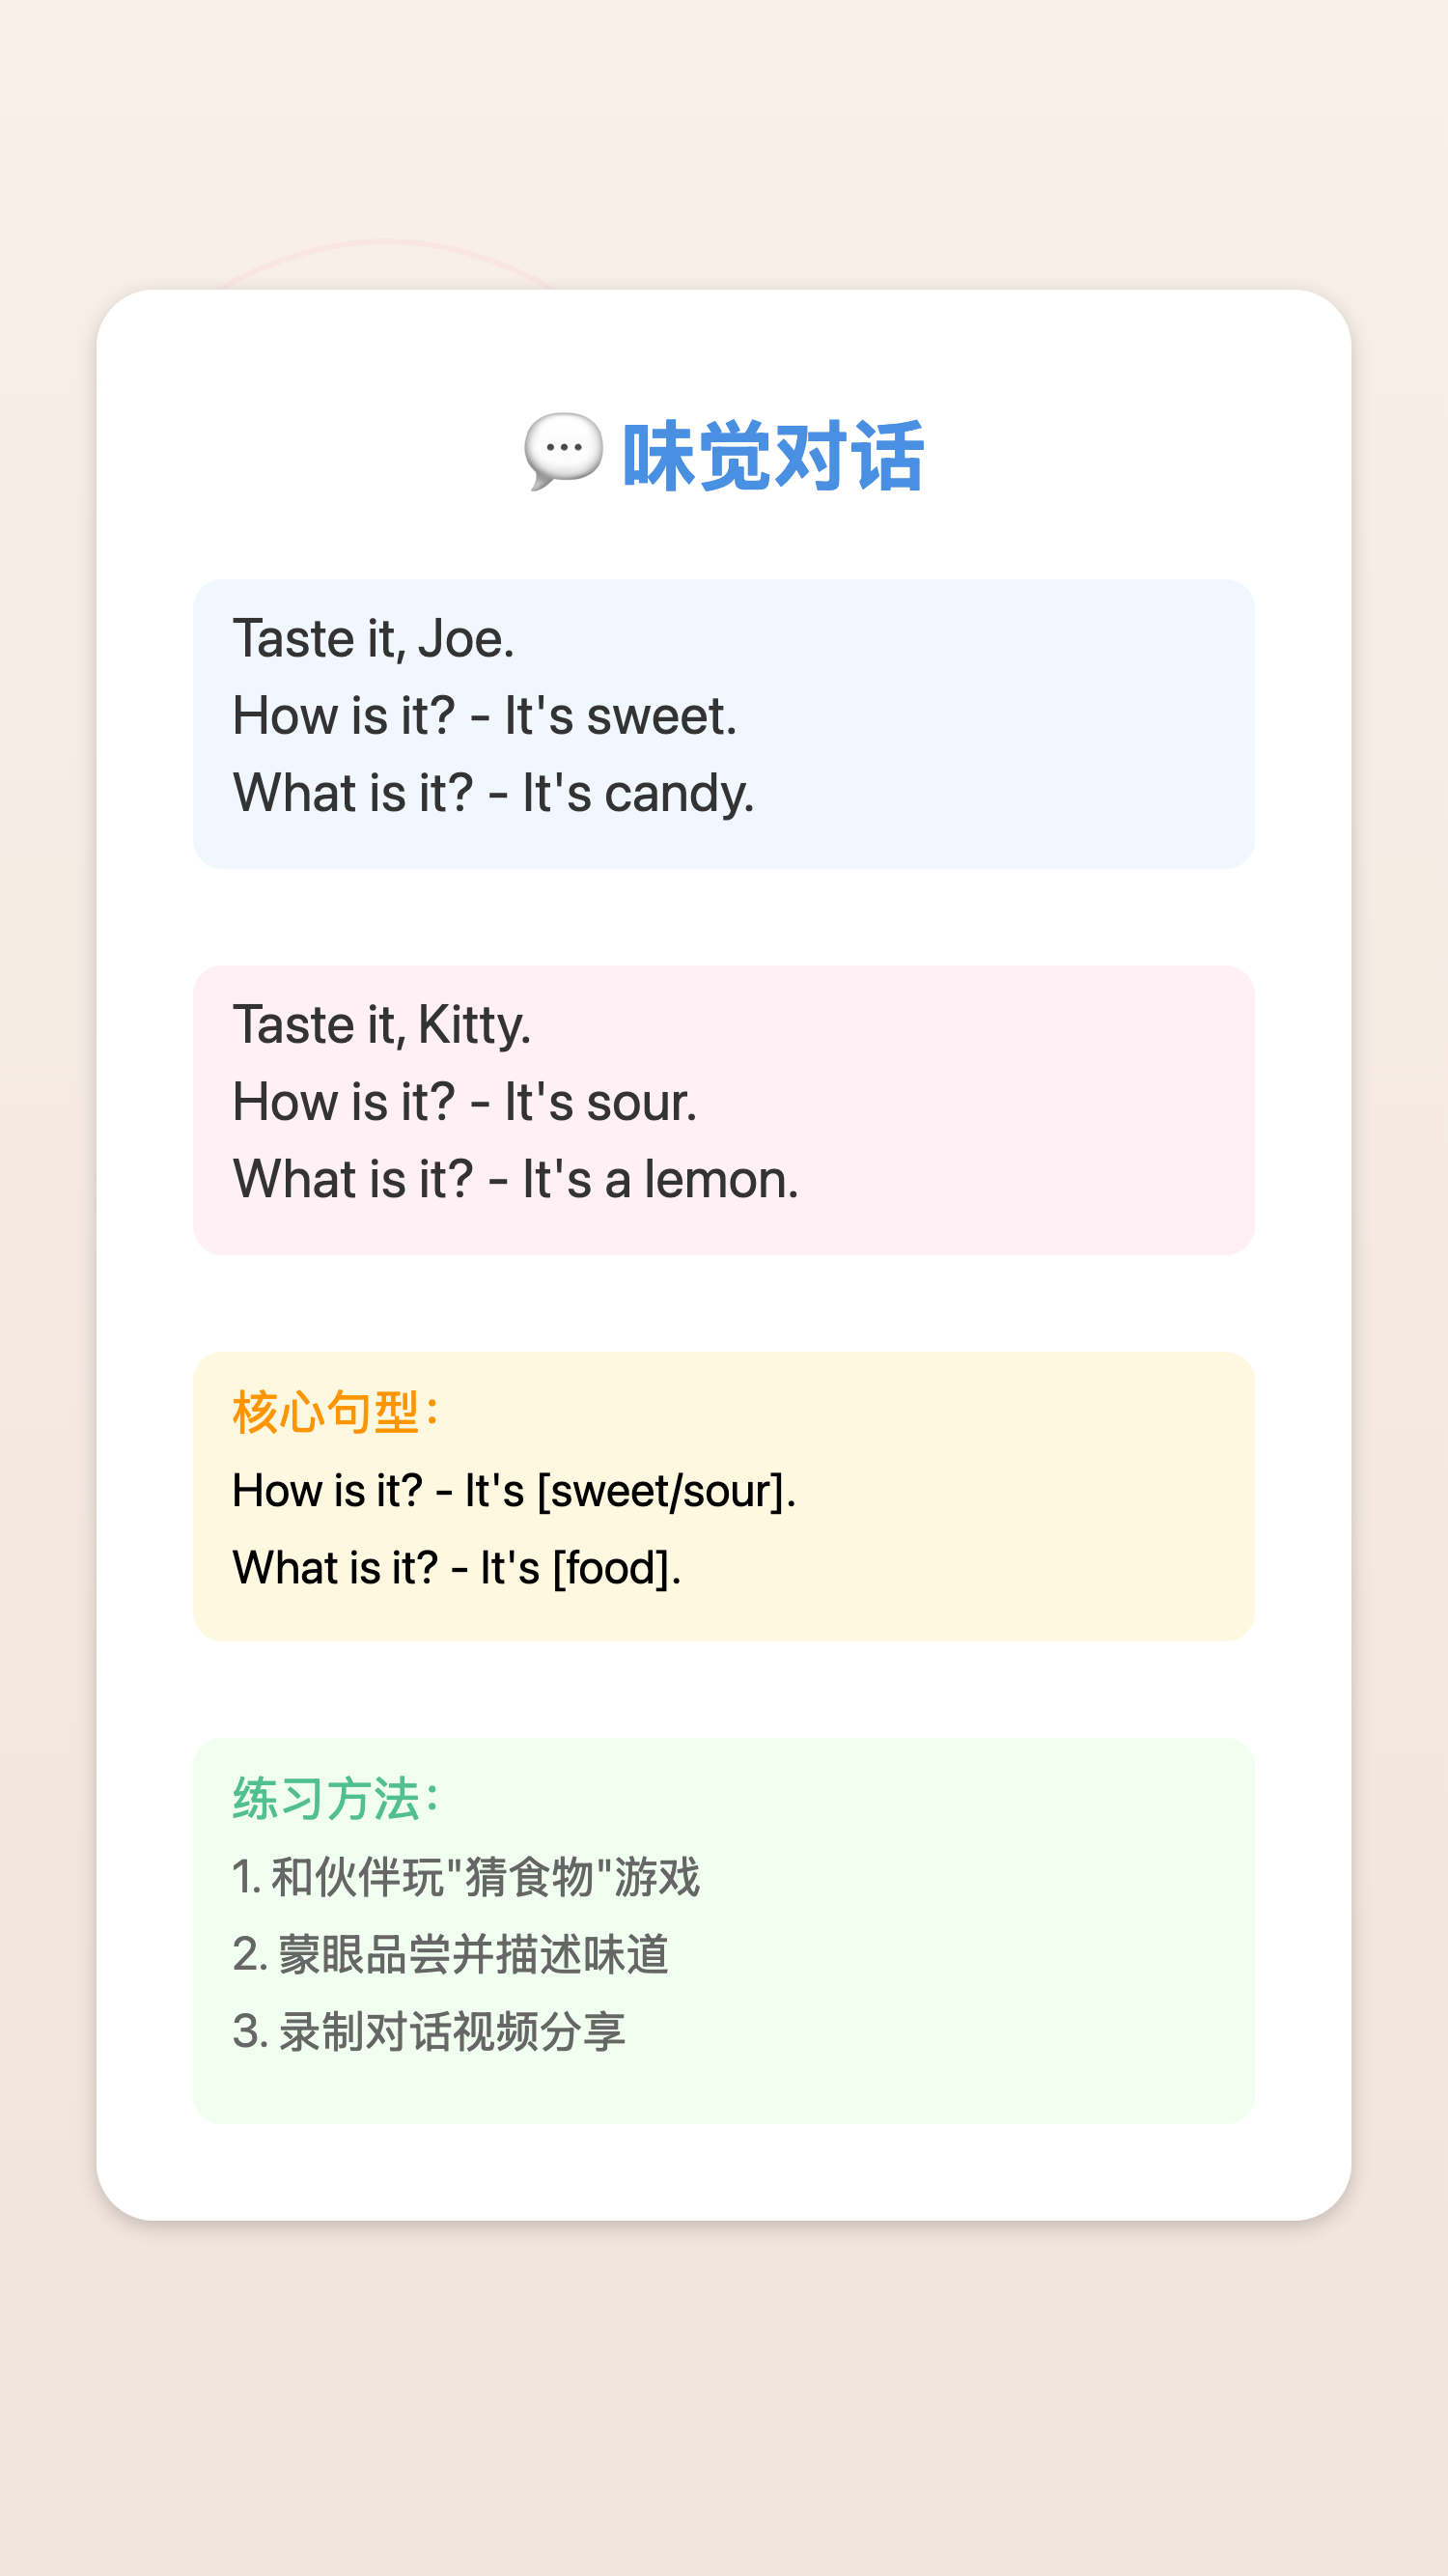 💬 味觉对话
Taste it, Joe.
How is it? - It's sweet.
What is it? - It's candy.
Taste it, Kitty.
How is it? - It's sour.
What is it? - It's a lemon.
核心句型：
How is it? - It's [sweet/sour].
What is it? - It's [food].
练习方法：
1. 和伙伴玩"猜食物"游戏
2. 蒙眼品尝并描述味道
3. 录制对话视频分享